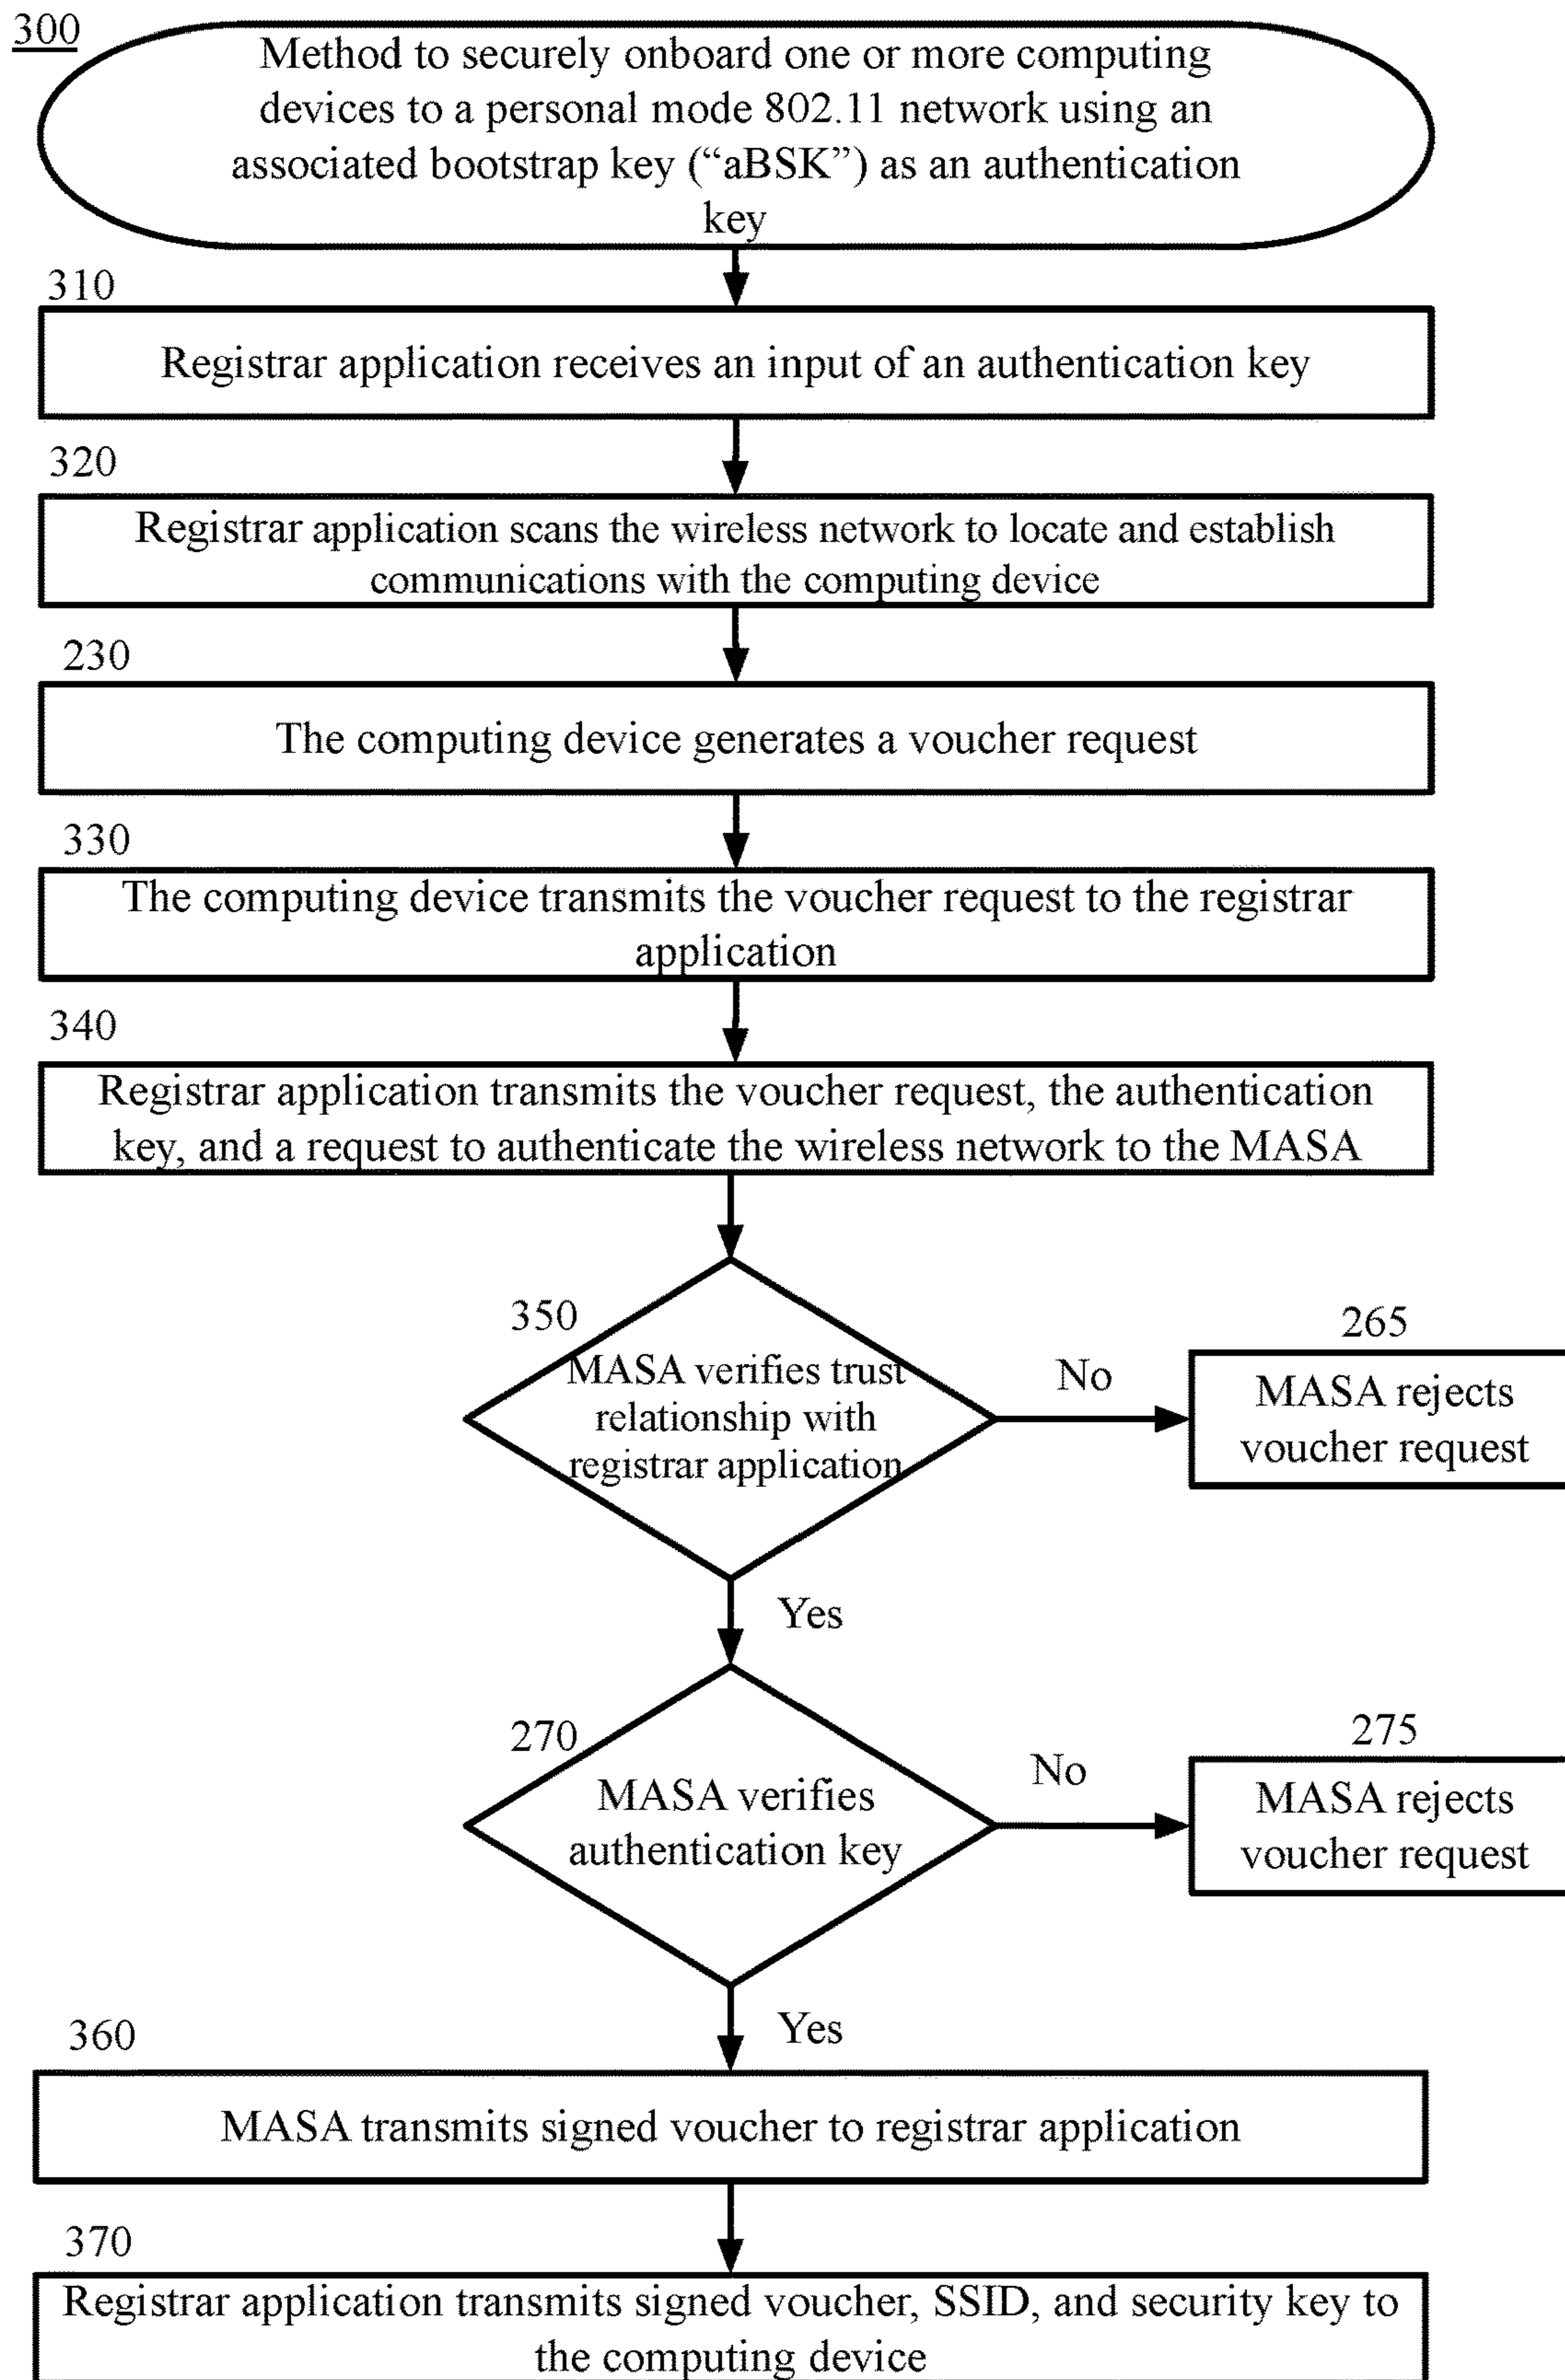 300
Method to securely onboard one or more computing
devices to a personal mode 802.11 network using an
associated bootstrap key (“aBSK”) as an authentication
key
310
Registrar application receives an input of an authentication key
320
Registrar application scans the wireless network to locate and establish
communications with the computing device
230
The computing device generates a voucher request
330
The computing device transmits the voucher request to the registrar
application
340
Registrar application transmits the voucher request, the authentication
key, and a request to authenticate the wireless network to the MASA
350
MASA verifies trust
relationship with
registrar application
No
265
MASA rejects
voucher request
Yes
270
MASA verifies
authentication key
No
275
MASA rejects
voucher request
Yes
360
MASA transmits signed voucher to registrar application
370
Registrar application transmits signed voucher, SSID, and security key to
the computing device